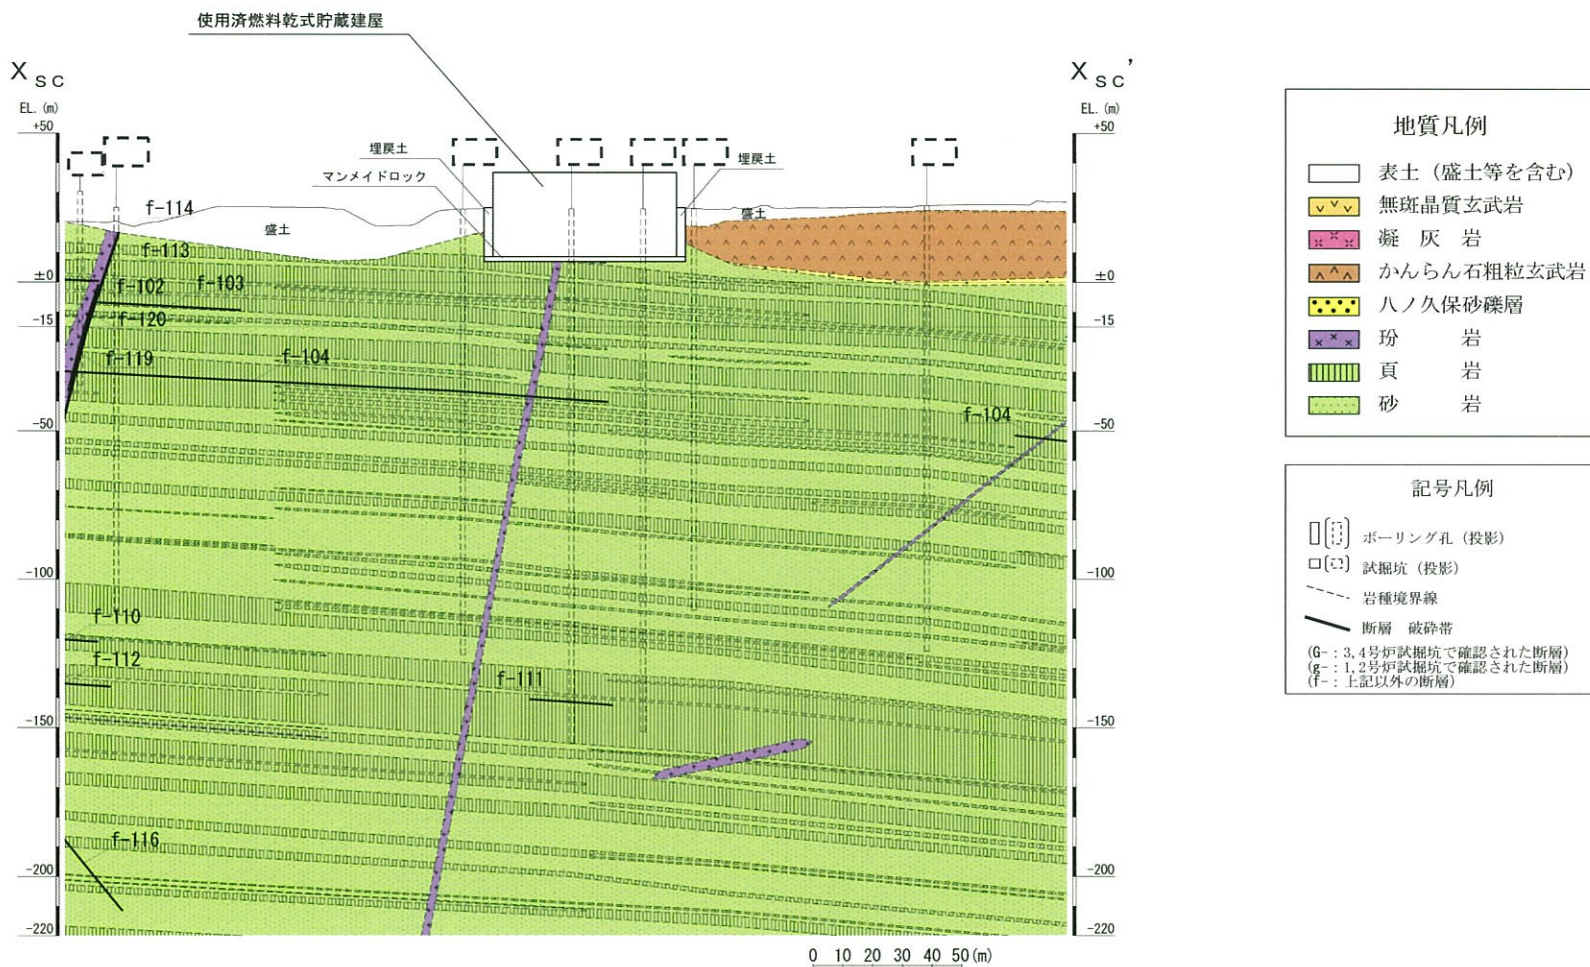 使用済燃料乾式貯蔵建屋
X SC
X SC'
EL. (m)
EL. (m)
+50
+50
埋戻土
埋戻土
マンメイドロック
f-114
盛土
盛土
f-113
±0
±0
f-102
f-103
-15
-15
f-120
f-119
f-104
f-104
-50
-50
-100
-100
f-110
f-112
f-111
-150
-150
f-116
-200
-200
-220
-220
0 10 20 30 40 50(m)
地質凡例
表土（盛土等を含む）
無斑晶質玄武岩
凝灰岩
かんらん石粗粒玄武岩
八ノ久保砂礫層
玢岩
頁岩
砂岩
記号凡例
ボーリング孔（投影）
試掘坑（投影）
岩種境界線
断層 破砕帯
(G-：3,4号炉試掘坑で確認された断層)
(g-：1,2号炉試掘坑で確認された断層)
(f-：上記以外の断層)